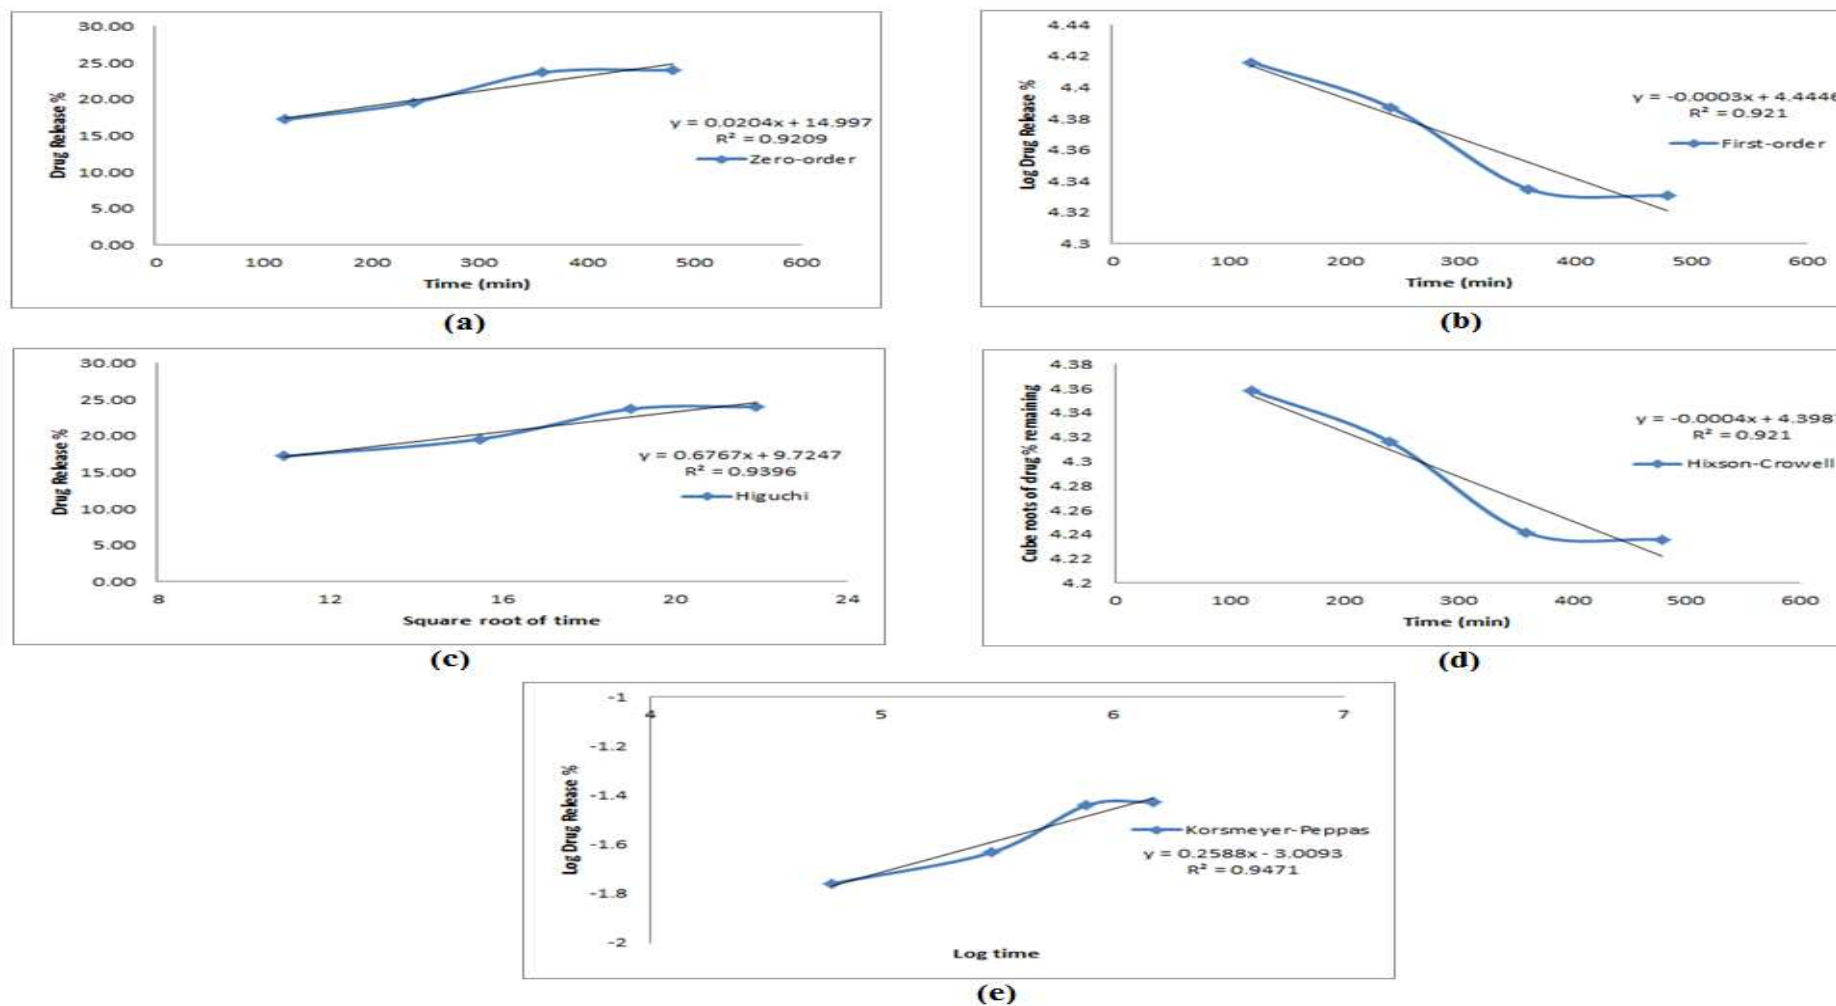 30.00
25.00
20.00
15.00
10.00
5.00
0.00
0 100 200 300 400 500 600
Drug Release %
Time (min)
y = 0.0204x + 14.997
R² = 0.9209
Zero-order
(a)
4.44
4.42
4.4
4.38
4.36
4.34
4.32
4.3
0 100 200 300 400 500 600
Log Drug Release %
Time (min)
y = -0.0003x + 4.4446
R² = 0.921
First-order
(b)
30.00
25.00
20.00
15.00
10.00
5.00
0.00
8 12 16 20 24
Drug Release %
Square root of time
y = 0.6767x + 9.7247
R² = 0.9396
Higuchi
(c)
4.38
4.36
4.34
4.32
4.3
4.28
4.26
4.24
4.22
4.2
0 100 200 300 400 500 600
Cube roots of drug % remaining
Time (min)
y = -0.0004x + 4.3987
R² = 0.921
Hixson-Crowell
(d)
-1
-1.2
-1.4
-1.6
-1.8
-2
4 5 6 7
Log Drug Release %
Log time
Korsmeyer-Peppas
y = 0.2588x - 3.0093
R² = 0.9471
(e)